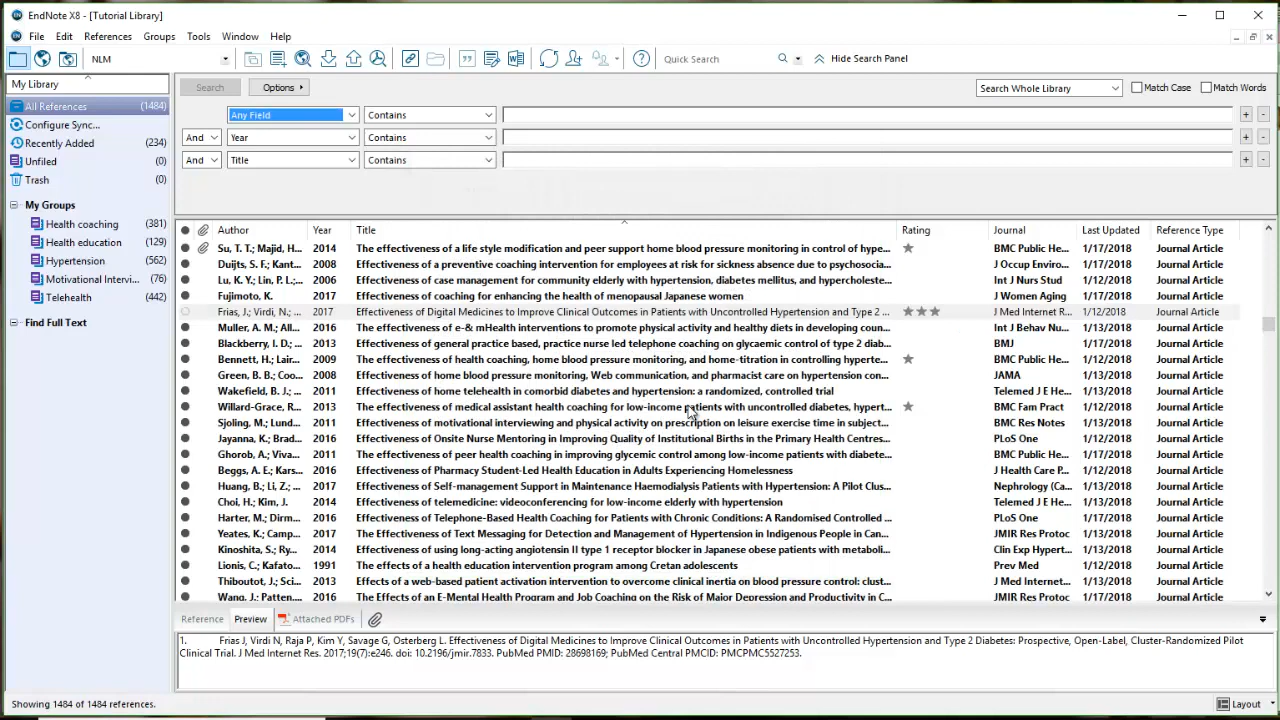 EndNote X8 - [Tutorial Library]
File Edit References Groups Tools Window Help
NLM Quick Search Hide Search Panel
My Library
All References (1484)
Configure Sync...
Recently Added (234)
Unfiled (0)
Trash (0)
My Groups
Health coaching (381)
Health education (129)
Hypertension (560)
Motivational Intervi... (76)
Telehealth (442)
Find Full Text
Search Options Search Whole Library Match Case Match Words
Any Field Contains + -
And Year Contains + -
And Title Contains + -
Author Year Title Rating Journal Last Updated Reference Type
Su, T. T.; Majid, H... 2014 The effectiveness of a life style modification and peer support home blood pressure monitoring in control of hype... ★ BMC Public He... 1/17/2018 Journal Article
Duijts, S. F.; Kant... 2008 Effectiveness of a preventive coaching intervention for employees at risk for sickness absence due to psychosocia... J Occup Enviro... 1/17/2018 Journal Article
Lu, K. Y.; Lin, P. L.;... 2006 Effectiveness of case management for community elderly with hypertension, diabetes mellitus, and hypercholeste... Int J Nurs Stud 1/12/2018 Journal Article
Fujimoto, K. 2017 Effectiveness of coaching for enhancing the health of menopausal Japanese women J Women Aging 1/17/2018 Journal Article
Frias, J.; Virdi, N.; ... 2017 Effectiveness of Digital Medicines to Improve Clinical Outcomes in Patients with Uncontrolled Hypertension and Type 2 ... ★★★ J Med Internet R... 1/12/2018 Journal Article
Muller, A. M.; All... 2016 The effectiveness of e-& mHealth interventions to promote physical activity and healthy diets in developing coun... Int J Behav Nu... 1/13/2018 Journal Article
Blackberry, I. D.; ... 2013 Effectiveness of general practice based, practice nurse led telephone coaching on glycaemic control of type 2 diab... BMJ 1/17/2018 Journal Article
Bennett, H.; Lair... 2009 The effectiveness of health coaching, home blood pressure monitoring, and home-titration in controlling hyperte... ★ BMC Public He... 1/17/2018 Journal Article
Green, B. B.; Coo... 2008 Effectiveness of home blood pressure monitoring, Web communication, and pharmacist care on hypertension con... JAMA 1/12/2018 Journal Article
Wakefield, B. J.; ... 2011 Effectiveness of home telehealth in comorbid diabetes and hypertension: a randomized, controlled trial Telemed J E He... 1/12/2018 Journal Article
Willard-Grace, R... 2013 The effectiveness of medical assistant health coaching for low-income patients with uncontrolled diabetes, hypert... ★ BMC Fam Pract 1/12/2018 Journal Article
Sjoling, M.; Lund... 2011 Effectiveness of motivational interviewing and physical activity on prescription on leisure exercise time in subject... BMC Res Notes 1/13/2018 Journal Article
Jayanna, K.; Brad... 2016 Effectiveness of Onsite Nurse Mentoring in Improving Quality of Institutional Births in the Primary Health Centres... PLoS One 1/12/2018 Journal Article
Ghorob, A.; Viva... 2011 Effectiveness of peer health coaching in improving glycemic control among low-income patients with diabete... BMC Public He... 1/17/2018 Journal Article
Beggs, A. E.; Kars... 2016 Effectiveness of Pharmacy Student-Led Health Education in Adults Experiencing Homelessness J Health Care P... 1/12/2018 Journal Article
Huang, B.; Li, Z.; ... 2017 Effectiveness of Self-management Support in Maintenance Haemodialysis Patients with Hypertension: A Pilot Clus... Nephrology (Ca... 1/13/2018 Journal Article
Choi, H.; Kim, J. 2014 Effectiveness of telemedicine: videoconferencing for low-income elderly with hypertension Telemed J E He... 1/13/2018 Journal Article
Harter, M.; Dirm... 2016 Effectiveness of Telephone-Based Health Coaching for Patients with Chronic Conditions: A Randomised Controlled ... PLoS One 1/17/2018 Journal Article
Yeates, K.; Camp... 2017 The Effectiveness of Text Messaging for Detection and Management of Hypertension in Indigenous People in Can... JMIR Res Protoc 1/13/2018 Journal Article
Kinoshita, S.; Ry... 2014 Effectiveness of using long-acting angiotensin II type 1 receptor blocker in Japanese obese patients with metaboli... Clin Exp Hypert... 1/13/2018 Journal Article
Lionis, C.; Kafato... 1991 The effects of a health education intervention program among Cretan adolescents Prev Med 1/12/2018 Journal Article
Thiboutot, J.; Sci... 2013 Effects of a web-based patient activation intervention to overcome clinical inertia on blood pressure control: clust... J Med Internet... 1/13/2018 Journal Article
Wang, J.; Patten,... 2016 The Effects of an E-Mental Health Program and Job Coaching on the Risk of Major Depression and Productivity in C... JMIR Res Protoc 1/17/2018 Journal Article
Reference Preview Attached PDFs
1. Frias J, Virdi N, Raja P, Kim Y, Savage G, Osterberg L. Effectiveness of Digital Medicines to Improve Clinical Outcomes in Patients with Uncontrolled Hypertension and Type 2 Diabetes: Prospective, Open-Label, Cluster-Randomized Pilot
Clinical Trial. J Med Internet Res. 2017;19(7):e246. doi: 10.2196/jmir.7833. PubMed PMID: 28698169; PubMed Central PMCID: PMCPMC5527253.
Showing 1484 of 1484 references. Layout